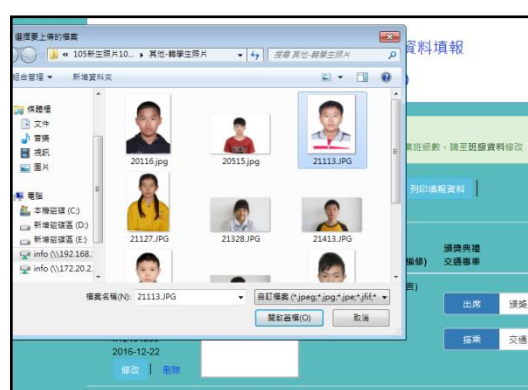 選擇要上傳的檔案
« 105新生照片10... ▸ 其他-轉學生照片
搜尋 其他-轉學生照片
組合管理 ▾ 新增資料夾
媒體櫃
文件
音樂
視訊
圖片
電腦
本機磁碟 (C:)
新增磁碟區 (D:)
新增磁碟區 (E:)
info (\\192.168.
info (\\172.20.2.
20116.jpg
20515.jpg
21113.JPG
21127.JPG
21328.JPG
21413.JPG
檔案名稱(N): 21113.JPG
自訂檔案 (*.jpeg;*.jpg;*.jpe;*.jfif;*
開啟舊檔(O)
取消
資料填報
班級數，請至班級資料修改
列印填報資料
頒獎典禮
交通專車
出席 頒獎
搭乘 交通
2016-12-22
修改 刪除